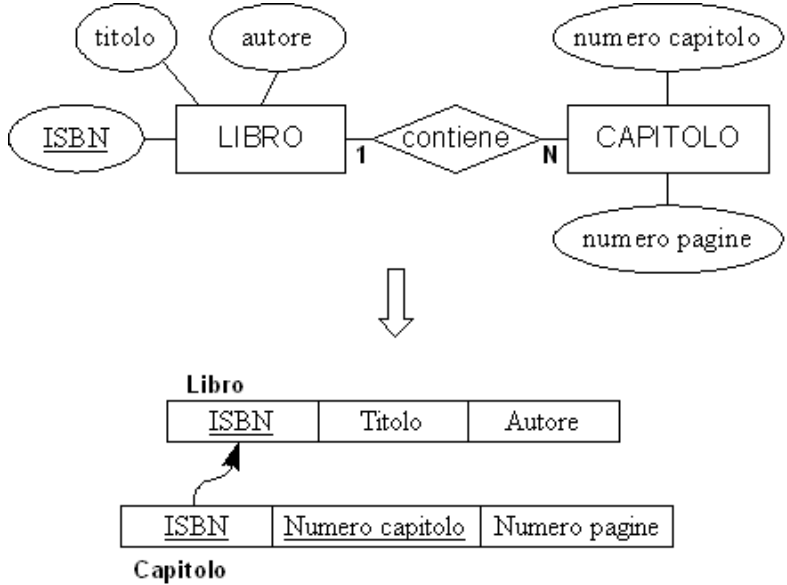 titolo
autore
numero capitolo
ISBN
LIBRO
1
contiene
N
CAPITOLO
numero pagine
Libro
ISBN Titolo Autore
ISBN Numero capitolo Numero pagine
Capitolo